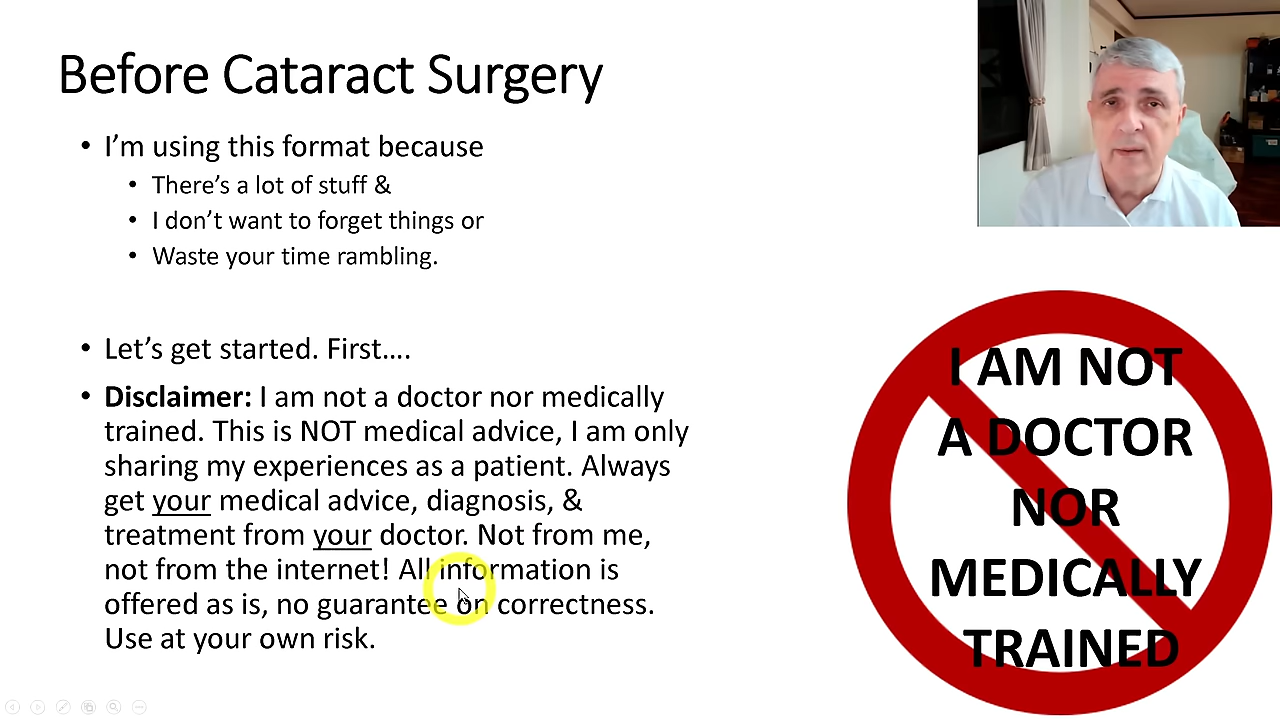 Before Cataract Surgery
• I’m using this format because
• There’s a lot of stuff &
• I don’t want to forget things or
• Waste your time rambling.
• Let’s get started. First….
• Disclaimer: I am not a doctor nor medically
trained. This is NOT medical advice, I am only
sharing my experiences as a patient. Always
get your medical advice, diagnosis, &
treatment from your doctor. Not from me,
not from the internet! All information is
offered as is, no guarantee on correctness.
Use at your own risk.
I AM NOT
A DOCTOR
NOR
MEDICALLY
TRAINED